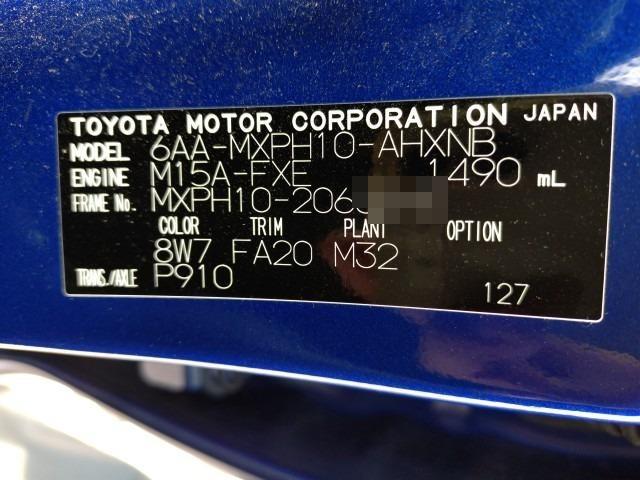 TOYOTA MOTOR CORPORATION JAPAN
MODEL 6AA-MXPH10-AHXNB
ENGINE M15A-FXE 1490 mL
FRAME No. MXPH10-206
COLOR TRIM PLANT OPTION
8W7 FA20 M32
TRANS./AXLE P910
127